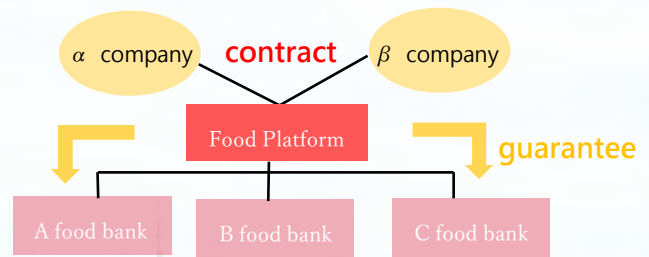 α company
contract
β company
Food Platform
guarantee
A food bank
B food bank
C food bank